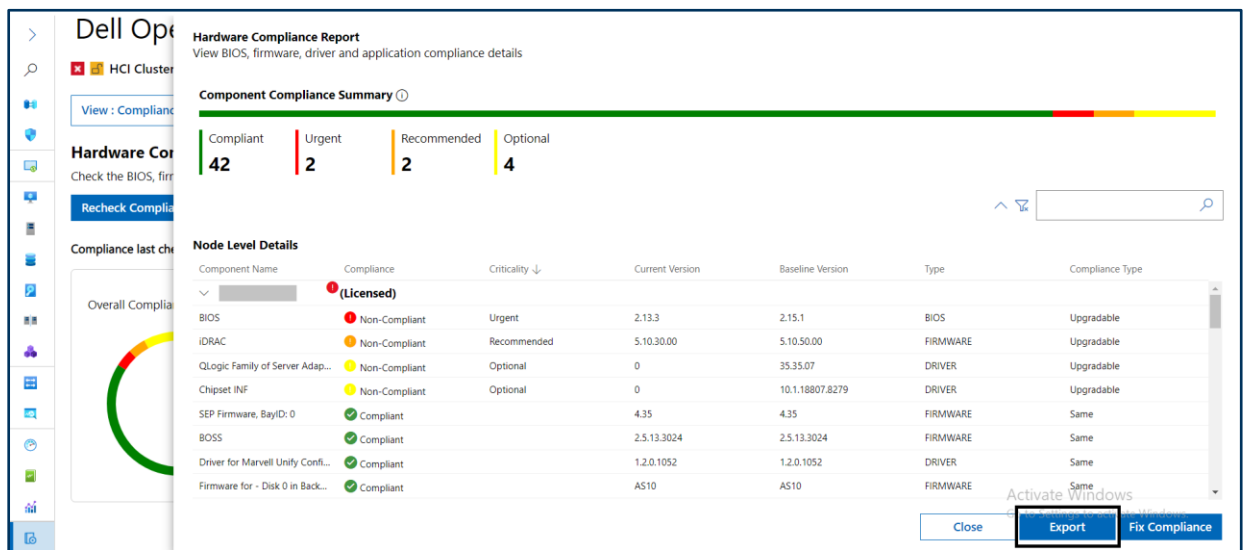 Dell Ope
HCI Cluster
View : Complianc
Hardware Cor
Check the BIOS, firr
Recheck Complia
Compliance last che
Overall Complia
Hardware Compliance Report
View BIOS, firmware, driver and application compliance details
Component Compliance Summary
Compliant Urgent Recommended Optional
42 2 2 4
Node Level Details
Component Name Compliance Criticality ↓ Current Version Baseline Version Type Compliance Type
(Licensed)
BIOS Non-Compliant Urgent 2.13.3 2.15.1 BIOS Upgradable
iDRAC Non-Compliant Recommended 5.10.30.00 5.10.50.00 FIRMWARE Upgradable
QLogic Family of Server Adap... Non-Compliant Optional 0 35.35.07 DRIVER Upgradable
Chipset INF Non-Compliant Optional 0 10.1.18807.8279 DRIVER Upgradable
SEP Firmware, BayID: 0 Compliant 4.35 4.35 FIRMWARE Same
BOSS Compliant 2.5.13.3024 2.5.13.3024 FIRMWARE Same
Driver for Marvell Unify Confi... Compliant 1.2.0.1052 1.2.0.1052 DRIVER Same
Firmware for - Disk 0 in Back... Compliant AS10 AS10 FIRMWARE Same
Activate Windows
Go to Settings to activate Windows.
Close Export Fix Compliance